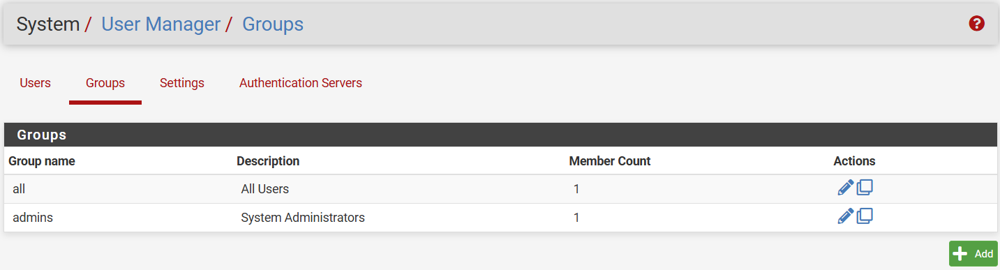 System / User Manager / Groups
Users Groups Settings Authentication Servers
Groups
Group name Description Member Count Actions
all All Users 1
admins System Administrators 1
Add